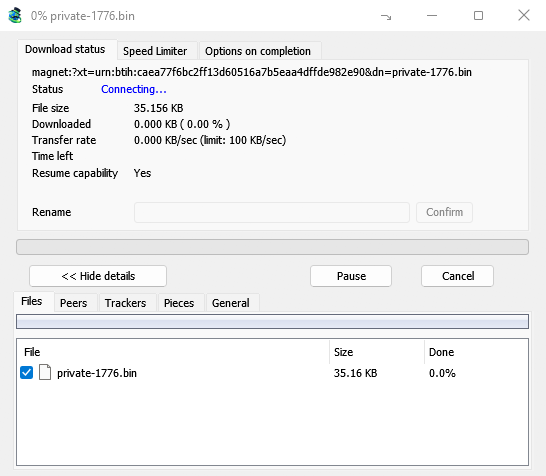 0% private-1776.bin
Download status Speed Limiter Options on completion
magnet:?xt=urn:btih:caea77f6bc2ff13d60516a7b5eaa4dffde982e90&dn=private-1776.bin
Status Connecting...
File size 35.156 KB
Downloaded 0.000 KB ( 0.00 % )
Transfer rate 0.000 KB/sec (limit: 100 KB/sec)
Time left
Resume capability Yes
Rename Confirm
<< Hide details Pause Cancel
Files Peers Trackers Pieces General
File Size Done
private-1776.bin 35.16 KB 0.0%